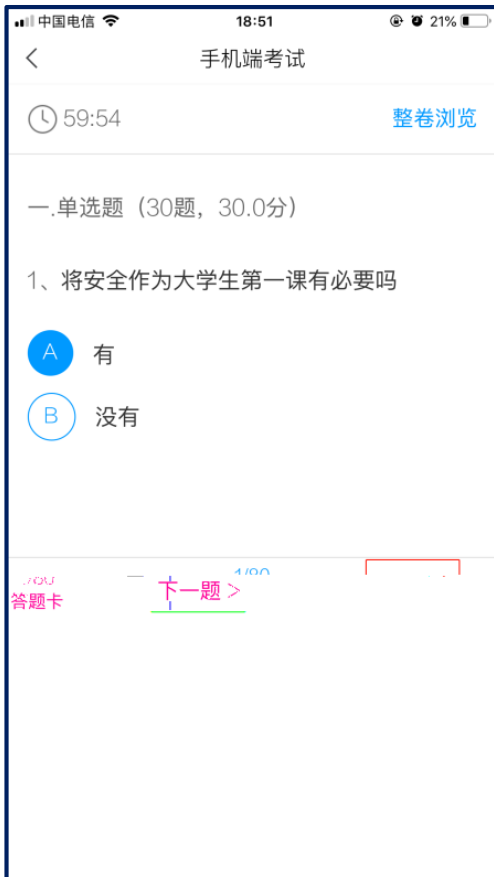 中国电信 18:51 21%
手机端考试
59:54 整卷浏览
一.单选题（30题，30.0分）
1、将安全作为大学生第一课有必要吗
A 有
B 没有
下一题 >
答题卡